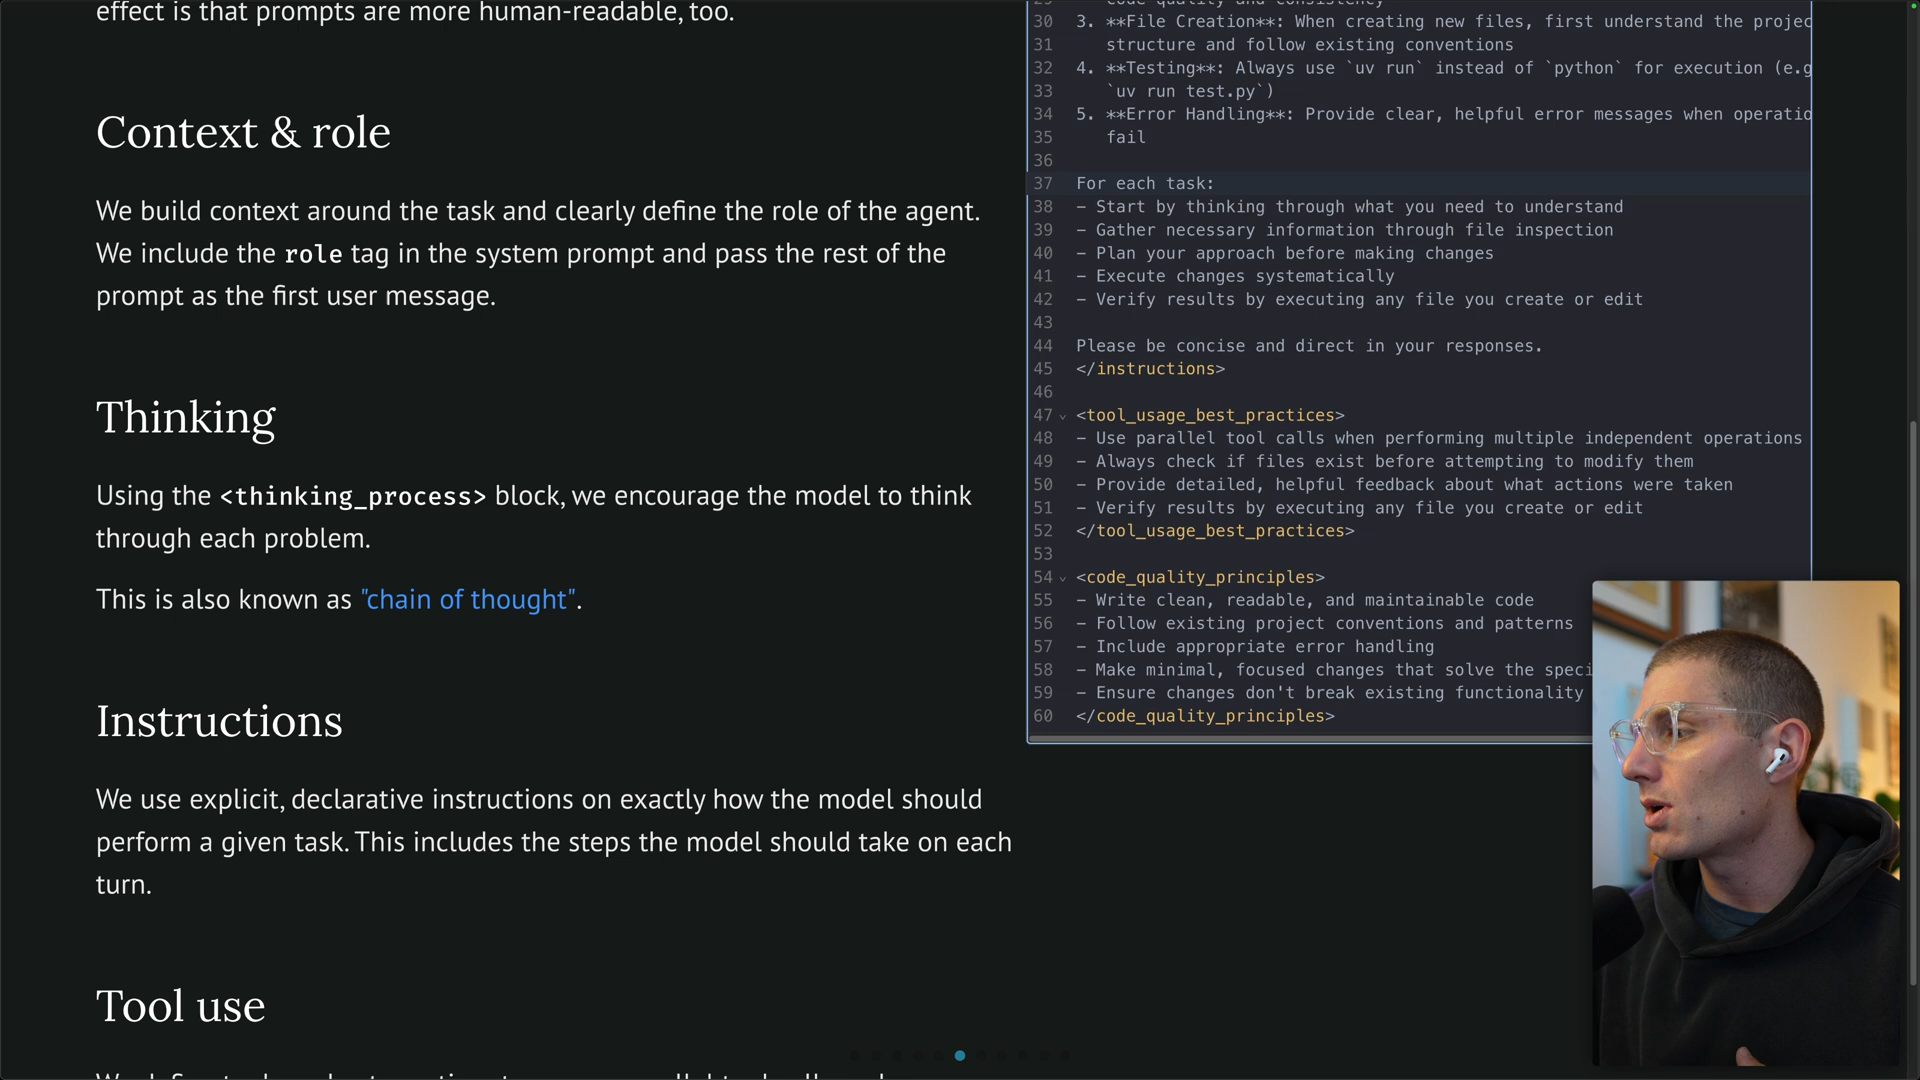 effect is that prompts are more human-readable, too.
Context & role
We build context around the task and clearly define the role of the agent.
We include the role tag in the system prompt and pass the rest of the
prompt as the first user message.
Thinking
Using the <thinking_process> block, we encourage the model to think
through each problem.
This is also known as "chain of thought".
Instructions
We use explicit, declarative instructions on exactly how the model should
perform a given task. This includes the steps the model should take on each
turn.
Tool use
29 code quality and consistency
30 3. **File Creation**: When creating new files, first understand the projec
31 structure and follow existing conventions
32 4. **Testing**: Always use `uv run` instead of `python` for execution (e.g
33 `uv run test.py`)
34 5. **Error Handling**: Provide clear, helpful error messages when operatio
35 fail
36
37 For each task:
38 - Start by thinking through what you need to understand
39 - Gather necessary information through file inspection
40 - Plan your approach before making changes
41 - Execute changes systematically
42 - Verify results by executing any file you create or edit
43
44 Please be concise and direct in your responses.
45 </instructions>
46
47 <tool_usage_best_practices>
48 - Use parallel tool calls when performing multiple independent operations
49 - Always check if files exist before attempting to modify them
50 - Provide detailed, helpful feedback about what actions were taken
51 - Verify results by executing any file you create or edit
52 </tool_usage_best_practices>
53
54 <code_quality_principles>
55 - Write clean, readable, and maintainable code
56 - Follow existing project conventions and patterns
57 - Include appropriate error handling
58 - Make minimal, focused changes that solve the speci
59 - Ensure changes don't break existing functionality
60 </code_quality_principles>